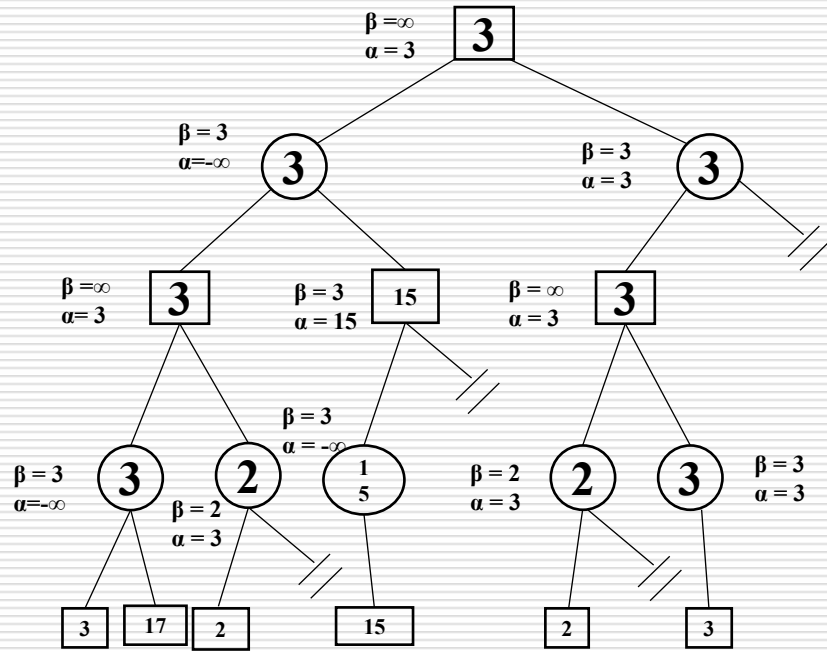 β =∞
α = 3
3
β = 3
α=-∞
3
β = 3
α = 3
3
β =∞
α= 3
3
β = 3
α = 15
15
β = ∞
α = 3
3
β = 3
α=-∞
3
β = 2
α = 3
2
β = 3
α = -∞
1
5
β = 2
α = 3
2
3
β = 3
α = 3
3
17
2
15
2
3